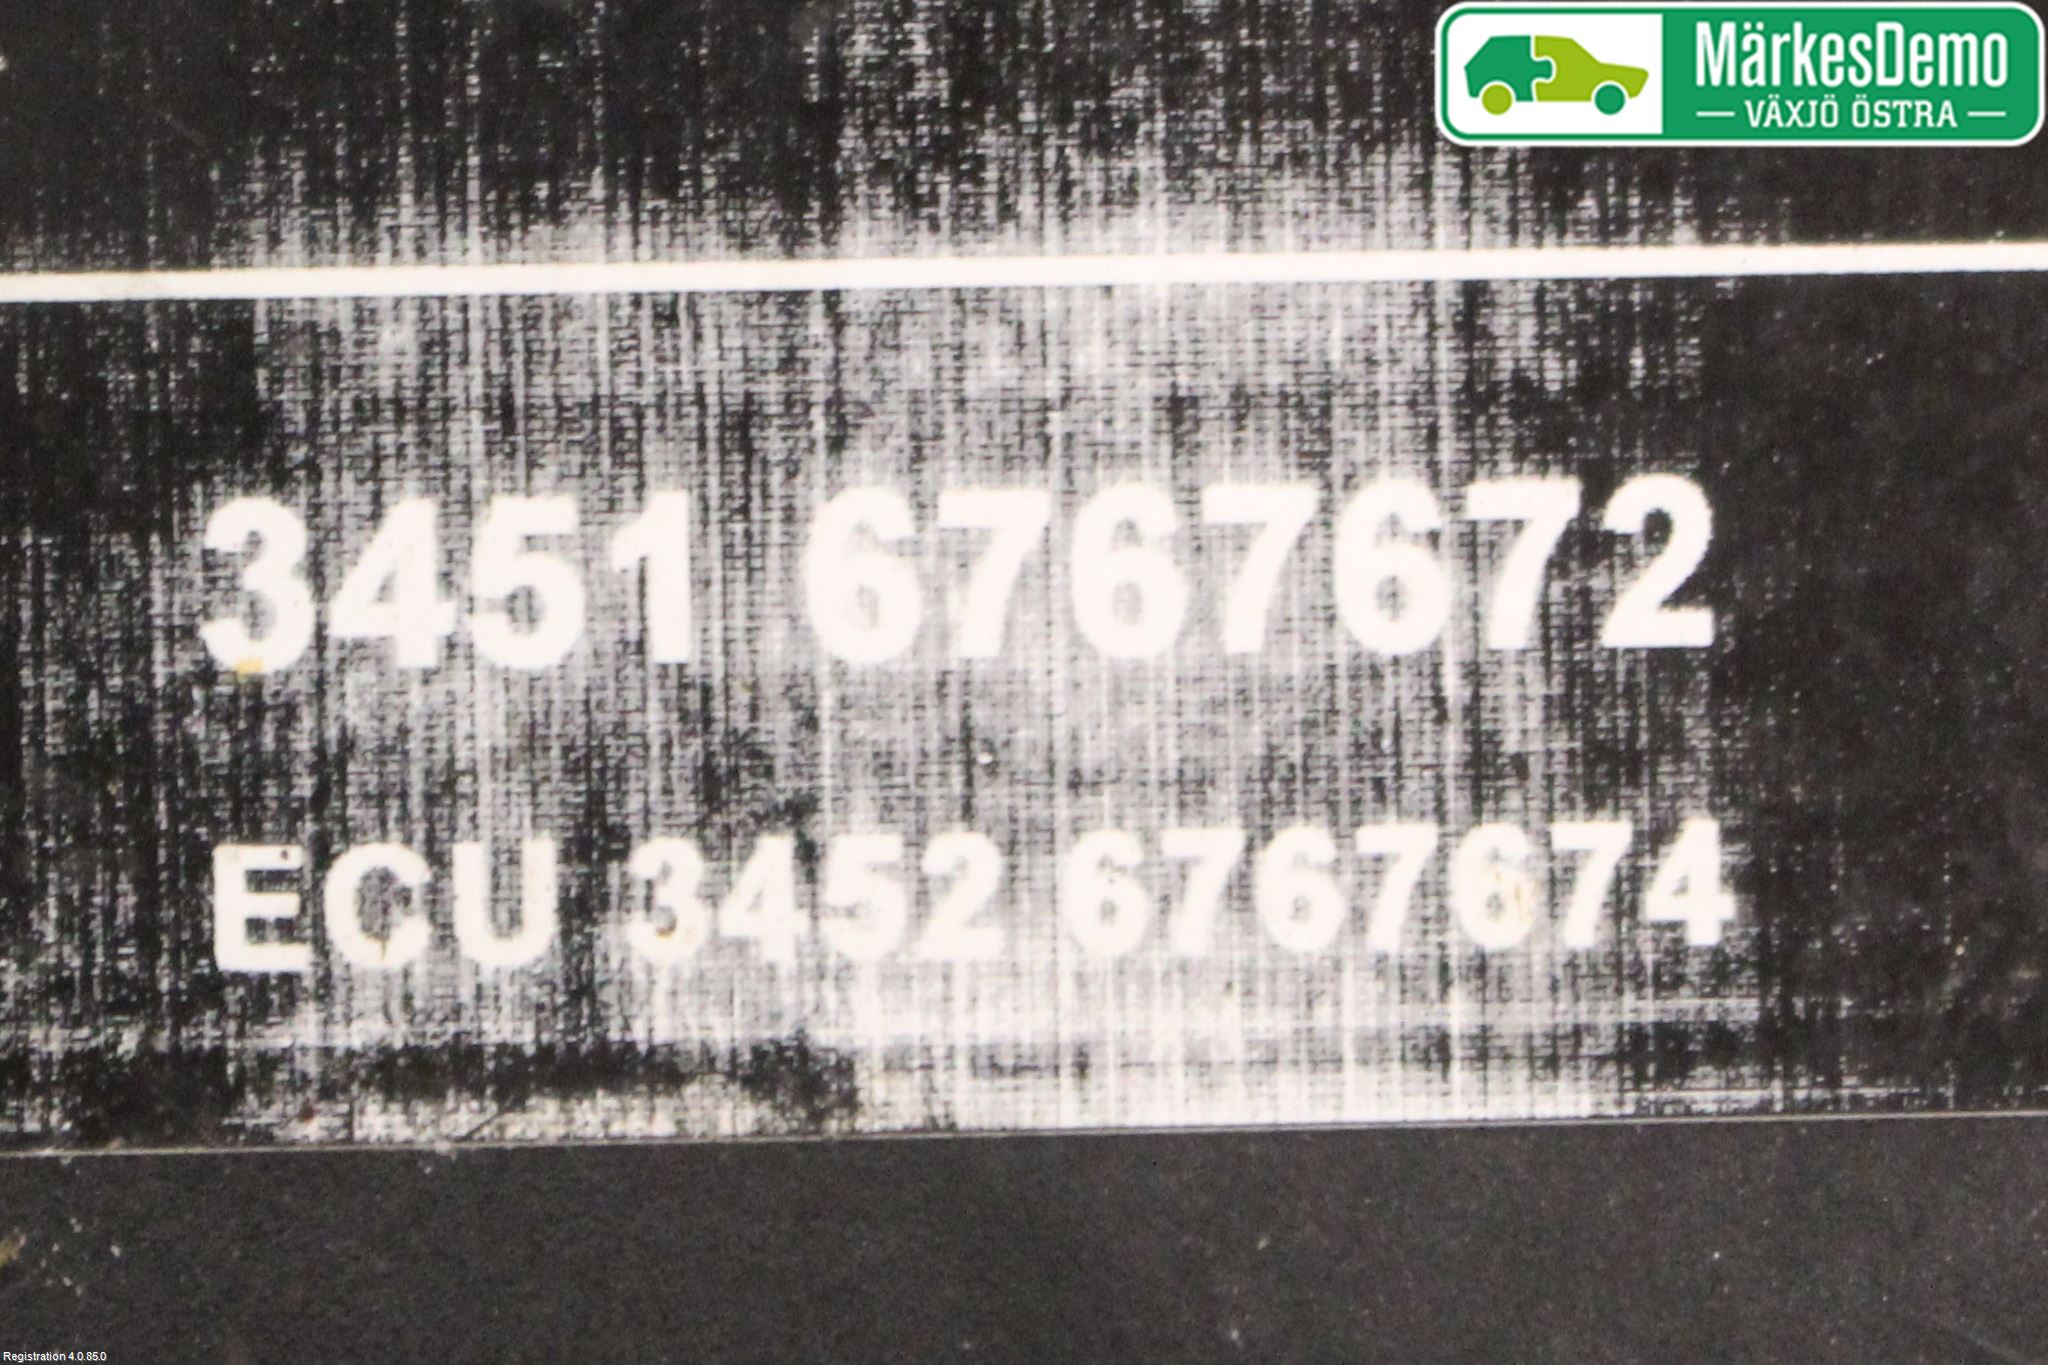 MärkesDemo
— VÄXJÖ ÖSTRA —
3451 6767672
ECU 3452 6767674
Registration 4.0.85.0